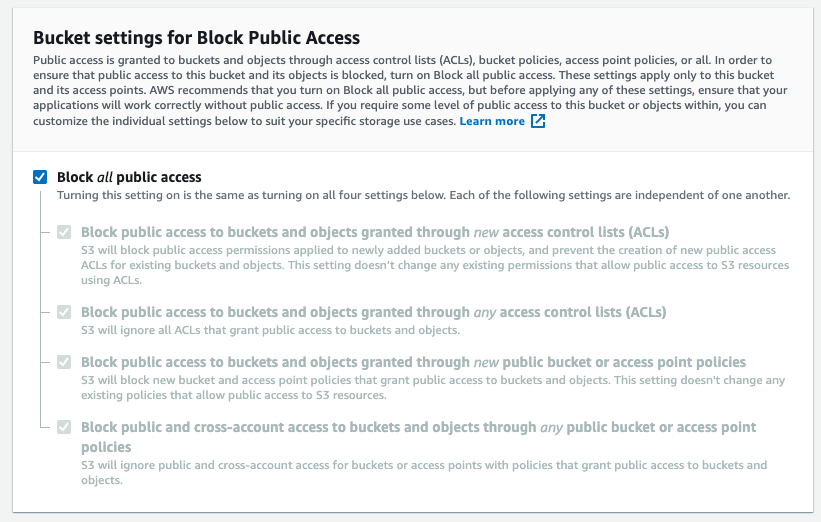 Bucket settings for Block Public Access
Public access is granted to buckets and objects through access control lists (ACLs), bucket policies, access point policies, or all. In order to
ensure that public access to this bucket and its objects is blocked, turn on Block all public access. These settings apply only to this bucket
and its access points. AWS recommends that you turn on Block all public access, but before applying any of these settings, ensure that your
applications will work correctly without public access. If you require some level of public access to this bucket or objects within, you can
customize the individual settings below to suit your specific storage use cases. Learn more
Block all public access
Turning this setting on is the same as turning on all four settings below. Each of the following settings are independent of one another.
Block public access to buckets and objects granted through new access control lists (ACLs)
S3 will block public access permissions applied to newly added buckets or objects, and prevent the creation of new public access
ACLs for existing buckets and objects. This setting doesn't change any existing permissions that allow public access to S3 resources
using ACLs.
Block public access to buckets and objects granted through any access control lists (ACLs)
S3 will ignore all ACLs that grant public access to buckets and objects.
Block public access to buckets and objects granted through new public bucket or access point policies
S3 will block new bucket and access point policies that grant public access to buckets and objects. This setting doesn't change any
existing policies that allow public access to S3 resources.
Block public and cross-account access to buckets and objects through any public bucket or access point
policies
S3 will ignore public and cross-account access for buckets or access points with policies that grant public access to buckets and
objects.